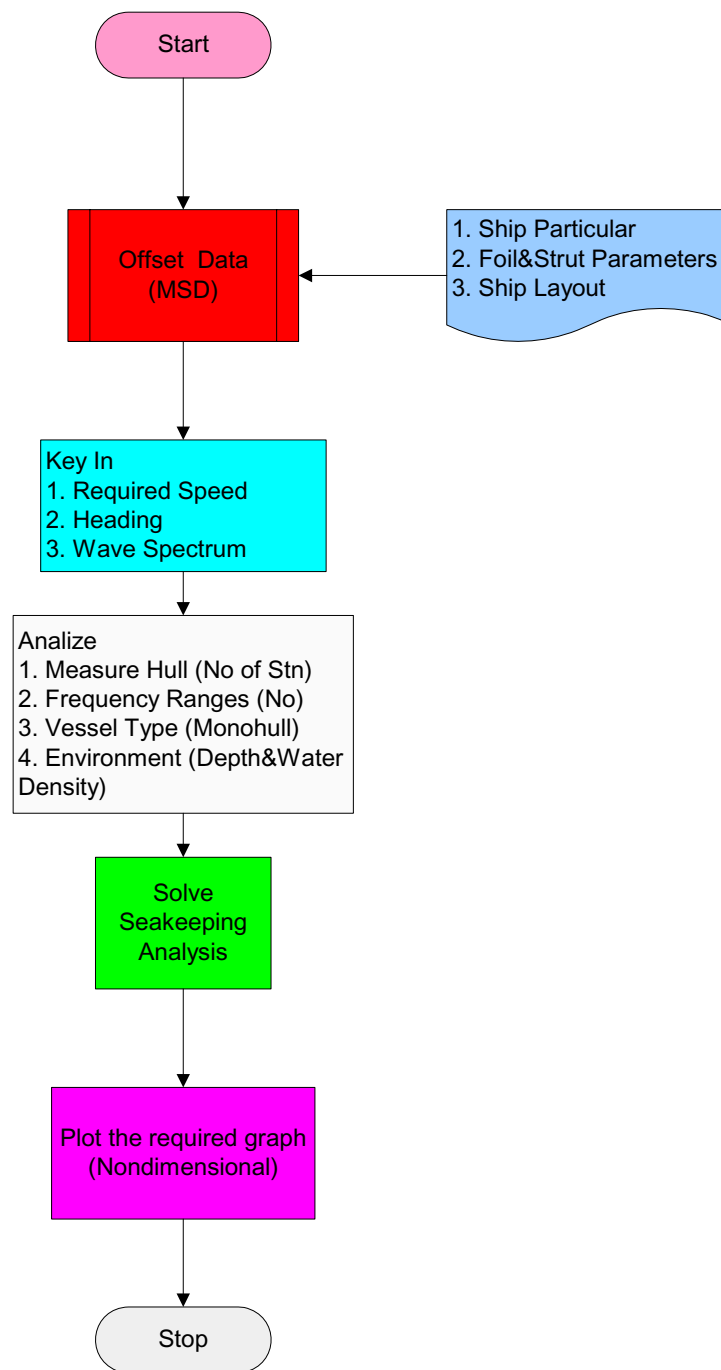 Start
Offset  Data
(MSD)
1. Ship Particular
2. Foil&Strut Parameters
3. Ship Layout
Key In
1. Required Speed
2. Heading
3. Wave Spectrum
Analize
1. Measure Hull (No of Stn)
2. Frequency Ranges (No)
3. Vessel Type (Monohull)
4. Environment (Depth&Water
Density)
Solve
Seakeeping
Analysis
Plot the required graph
(Nondimensional)
Stop